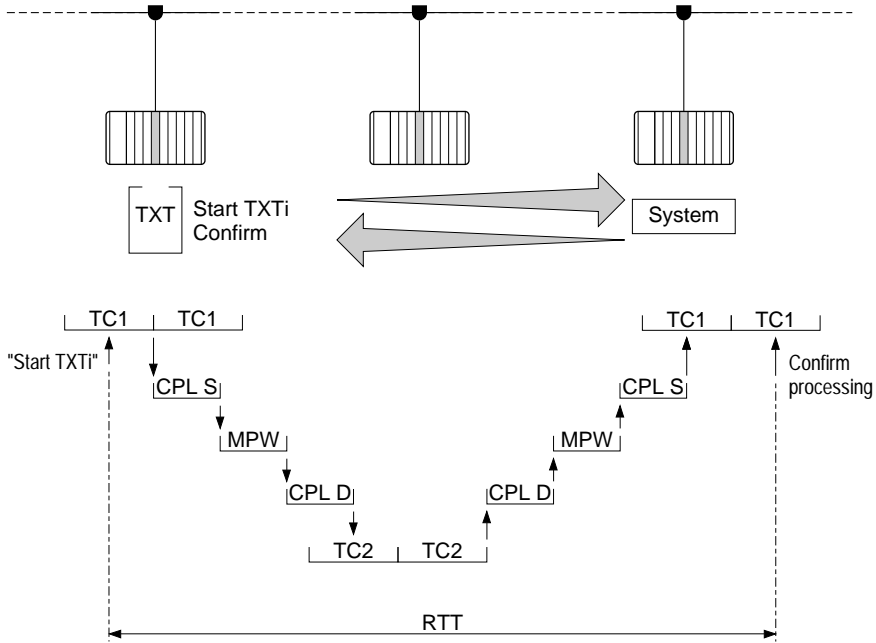 TXT
Start TXTi
Confirm
System
TC1 TC1
TC1 TC1
"Start TXTi"
Confirm
processing
CPL S
CPL S
MPW
MPW
CPL D
CPL D
TC2 TC2
RTT